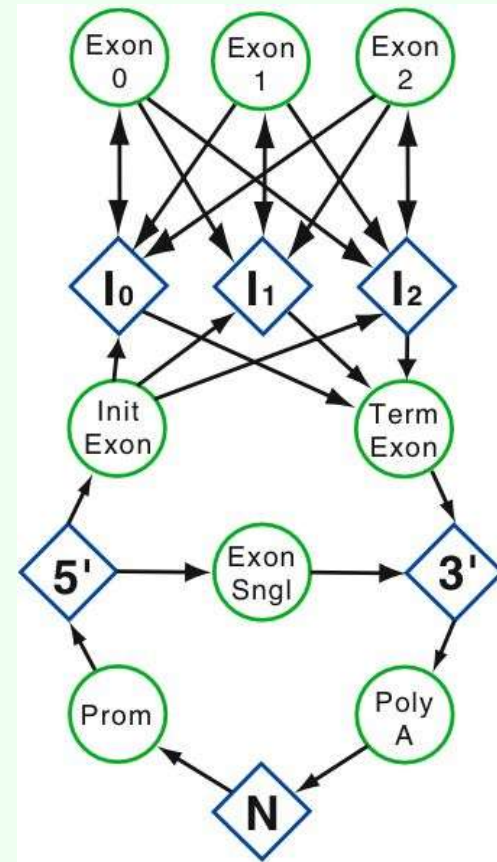 Exon
0
Exon
1
Exon
2
I0
I1
I2
Init
Exon
Term
Exon
5'
Exon
Sngl
3'
Prom
Poly
A
N